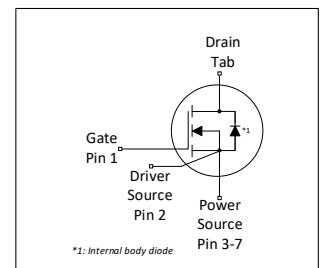 Drain
Tab
*1
Gate
Pin 1
Driver
Source
Pin 2
Power
Source
Pin 3-7
*1: Internal body diode